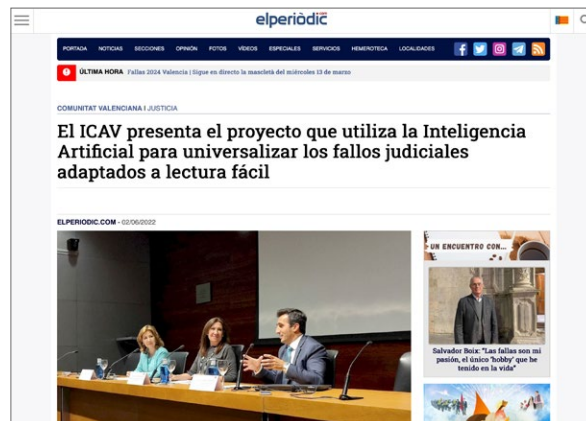 elperiòdic
.com
PORTADA NOTICIAS SECCIONES OPINIÓN FOTOS VÍDEOS ESPECIALES SERVICIOS HEMEROTECA LOCALIDADES
ÚLTIMA HORA Fallas 2024 Valencia | Sigue en directo la mascletà del miércoles 13 de marzo
COMUNITAT VALENCIANA I JUSTICIA
El ICAV presenta el proyecto que utiliza la Inteligencia
Artificial para universalizar los fallos judiciales
adaptados a lectura fácil
ELPERIODIC.COM - 02/06/2022
UN ENCUENTRO CON...
Salvador Boix: "Las fallas son mi
pasión, el único 'hobby' que he
tenido en la vida"